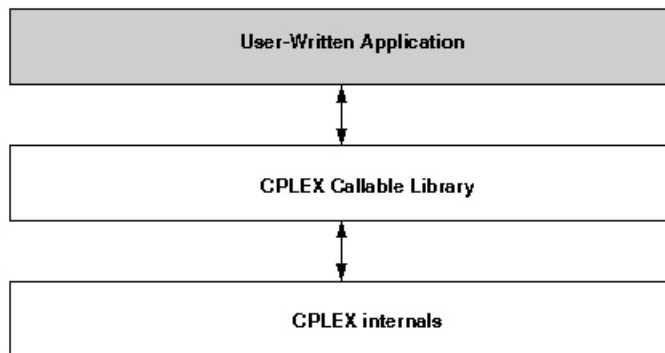 User-Written Application
CPLEX Callable Library
CPLEX internals